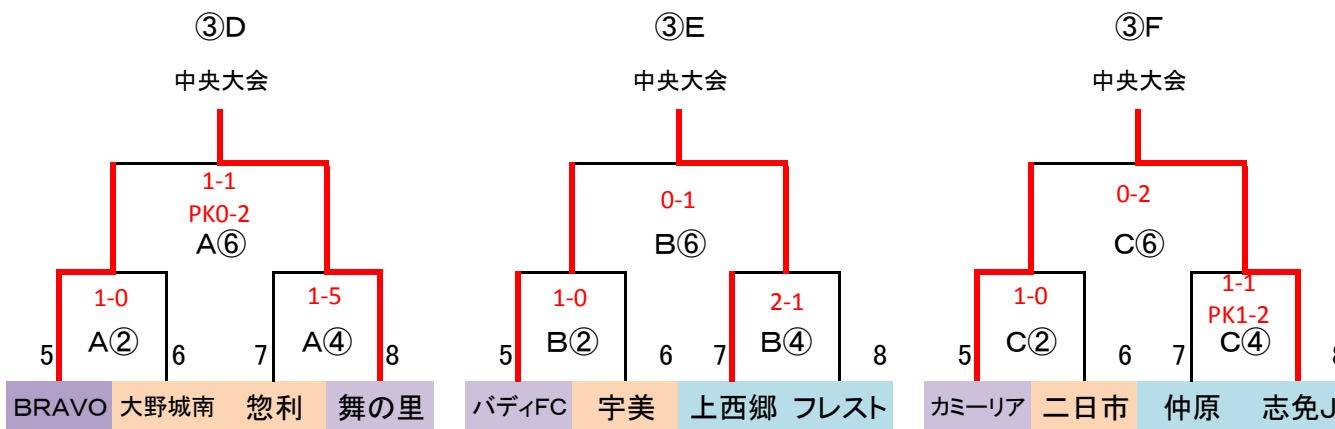 ③D ③E ③F
中央大会 中央大会 中央大会
1-1 0-1 0-2
PK0-2
A⑥ B⑥ C⑥
1-0 1-5 1-0 2-1 1-0 1-1
PK1-2
A② A④ B② B④ C② C④
5 6 7 8 5 6 7 8 5 6 7 8
BRAVO 大野城南 惣利 舞の里 バディFC 宇美 上西郷 フレスト カミーリア 二日市 仲原 志免J